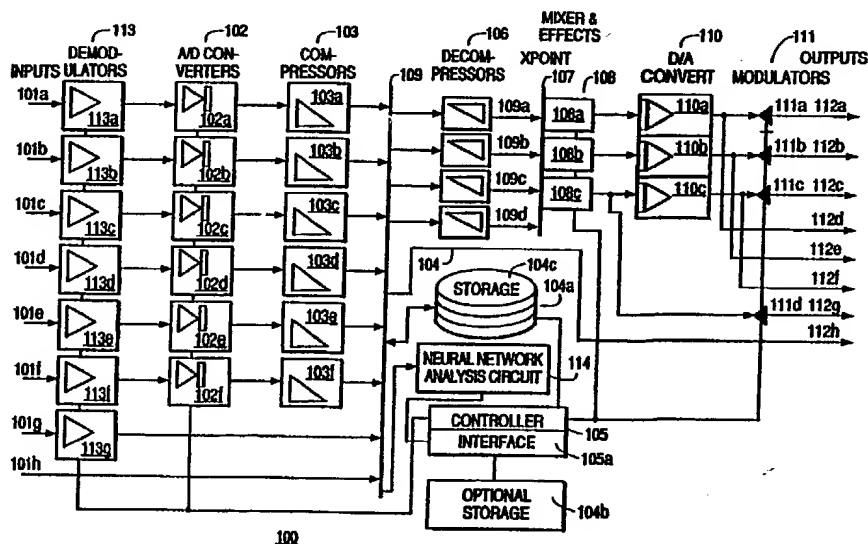 113
DEMOD-
ULATORS
102
A/D CON-
VERTERS
103
COM-
PRESSORS
109
106
DECOM-
PRESSORS
MIXER &
EFFECTS
XPOINT
107
108
110
D/A
CONVERT
111
MODULATORS
OUTPUTS
INPUTS
101a
113a
102a
103a
109a
108a
110a
111a 112a
101b
113b
102b
103b
109b
108b
110b
111b 112b
101c
113c
102c
103c
109c
108c
110c
111c 112c
109d
112d
112e
112f
101d
113d
102d
103d
104
104c
STORAGE
104a
111d 112g
112h
101e
113e
102e
103e
NEURAL NETWORK
ANALYSIS CIRCUIT
114
101f
113f
102f
103f
CONTROLLER
105
INTERFACE
105a
101g
113g
101h
OPTIONAL
STORAGE
104b
100